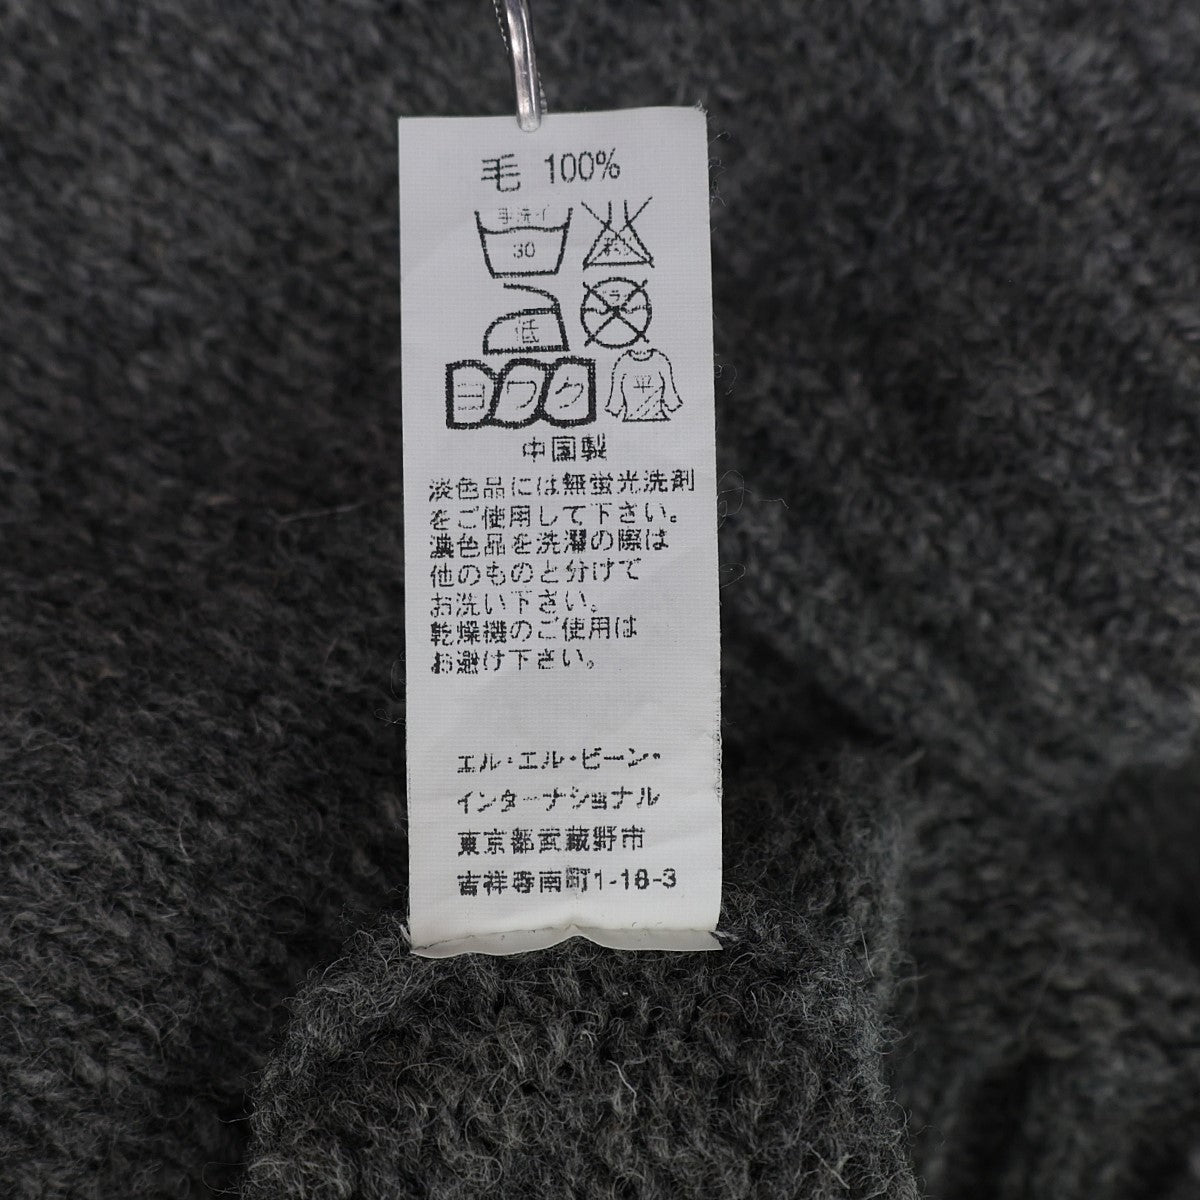 毛 100%
手洗イ
30
低
ヨワク
平
中国製
淡色品には無蛍光洗剤
をご使用して下さい。
濃色品を洗濯の際は
他のものと分けて
お洗い下さい。
乾燥機のご使用は
お避け下さい。
エル・エル・ビーン・
インターナショナル
東京都武蔵野市
吉祥寺南町1-18-3